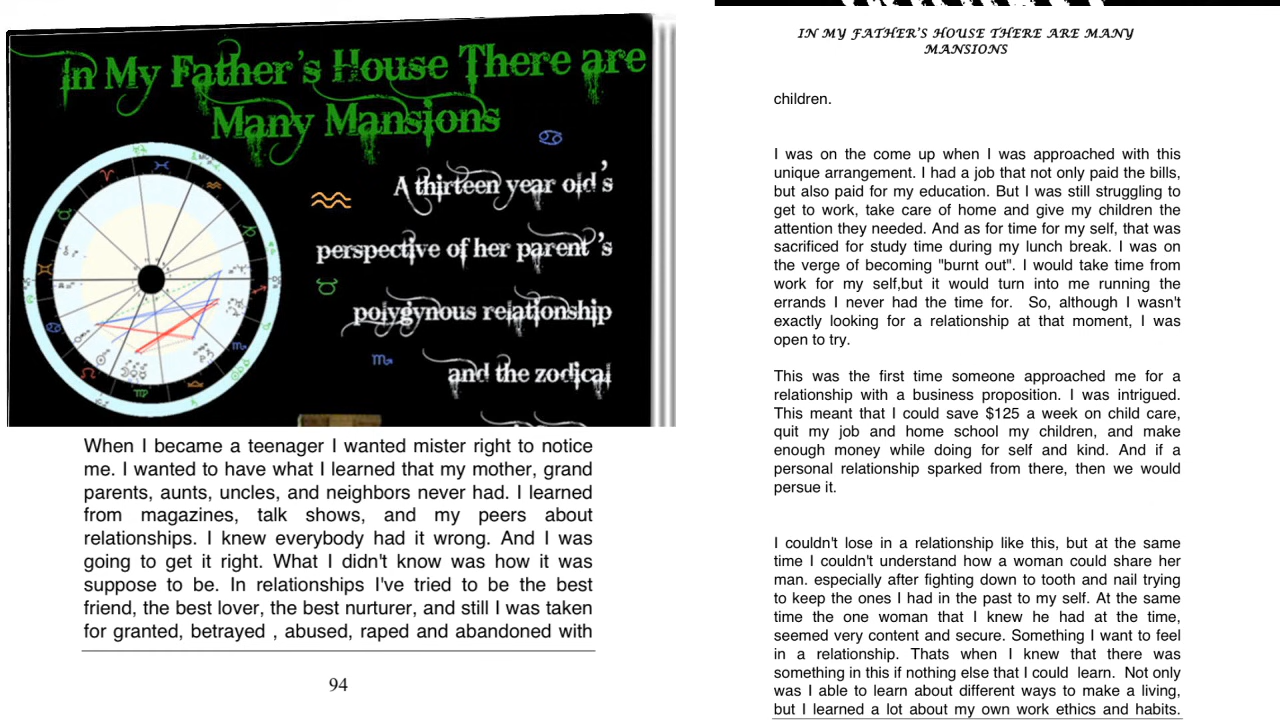 In My Father's House There are
Many Mansions
A thirteen year old's
perspective of her parent's
polygynous relationship
and the zodical
When I became a teenager I wanted mister right to notice
me. I wanted to have what I learned that my mother, grand
parents, aunts, uncles, and neighbors never had. I learned
from magazines, talk shows, and my peers about
relationships. I knew everybody had it wrong. And I was
going to get it right. What I didn't know was how it was
suppose to be. In relationships I've tried to be the best
friend, the best lover, the best nurturer, and still I was taken
for granted, betrayed , abused, raped and abandoned with
94
IN MY FATHER'S HOUSE THERE ARE MANY
MANSIONS
children.
I was on the come up when I was approached with this
unique arrangement. I had a job that not only paid the bills,
but also paid for my education. But I was still struggling to
get to work, take care of home and give my children the
attention they needed. And as for time for my self, that was
sacrificed for study time during my lunch break. I was on
the verge of becoming "burnt out". I would take time from
work for my self,but it would turn into me running the
errands I never had the time for. So, although I wasn't
exactly looking for a relationship at that moment, I was
open to try.
This was the first time someone approached me for a
relationship with a business proposition. I was intrigued.
This meant that I could save $125 a week on child care,
quit my job and home school my children, and make
enough money while doing for self and kind. And if a
personal relationship sparked from there, then we would
persue it.
I couldn't lose in a relationship like this, but at the same
time I couldn't understand how a woman could share her
man. especially after fighting down to tooth and nail trying
to keep the ones I had in the past to my self. At the same
time the one woman that I knew he had at the time,
seemed very content and secure. Something I want to feel
in a relationship. Thats when I knew that there was
something in this if nothing else that I could learn. Not only
was I able to learn about different ways to make a living,
but I learned a lot about my own work ethics and habits.